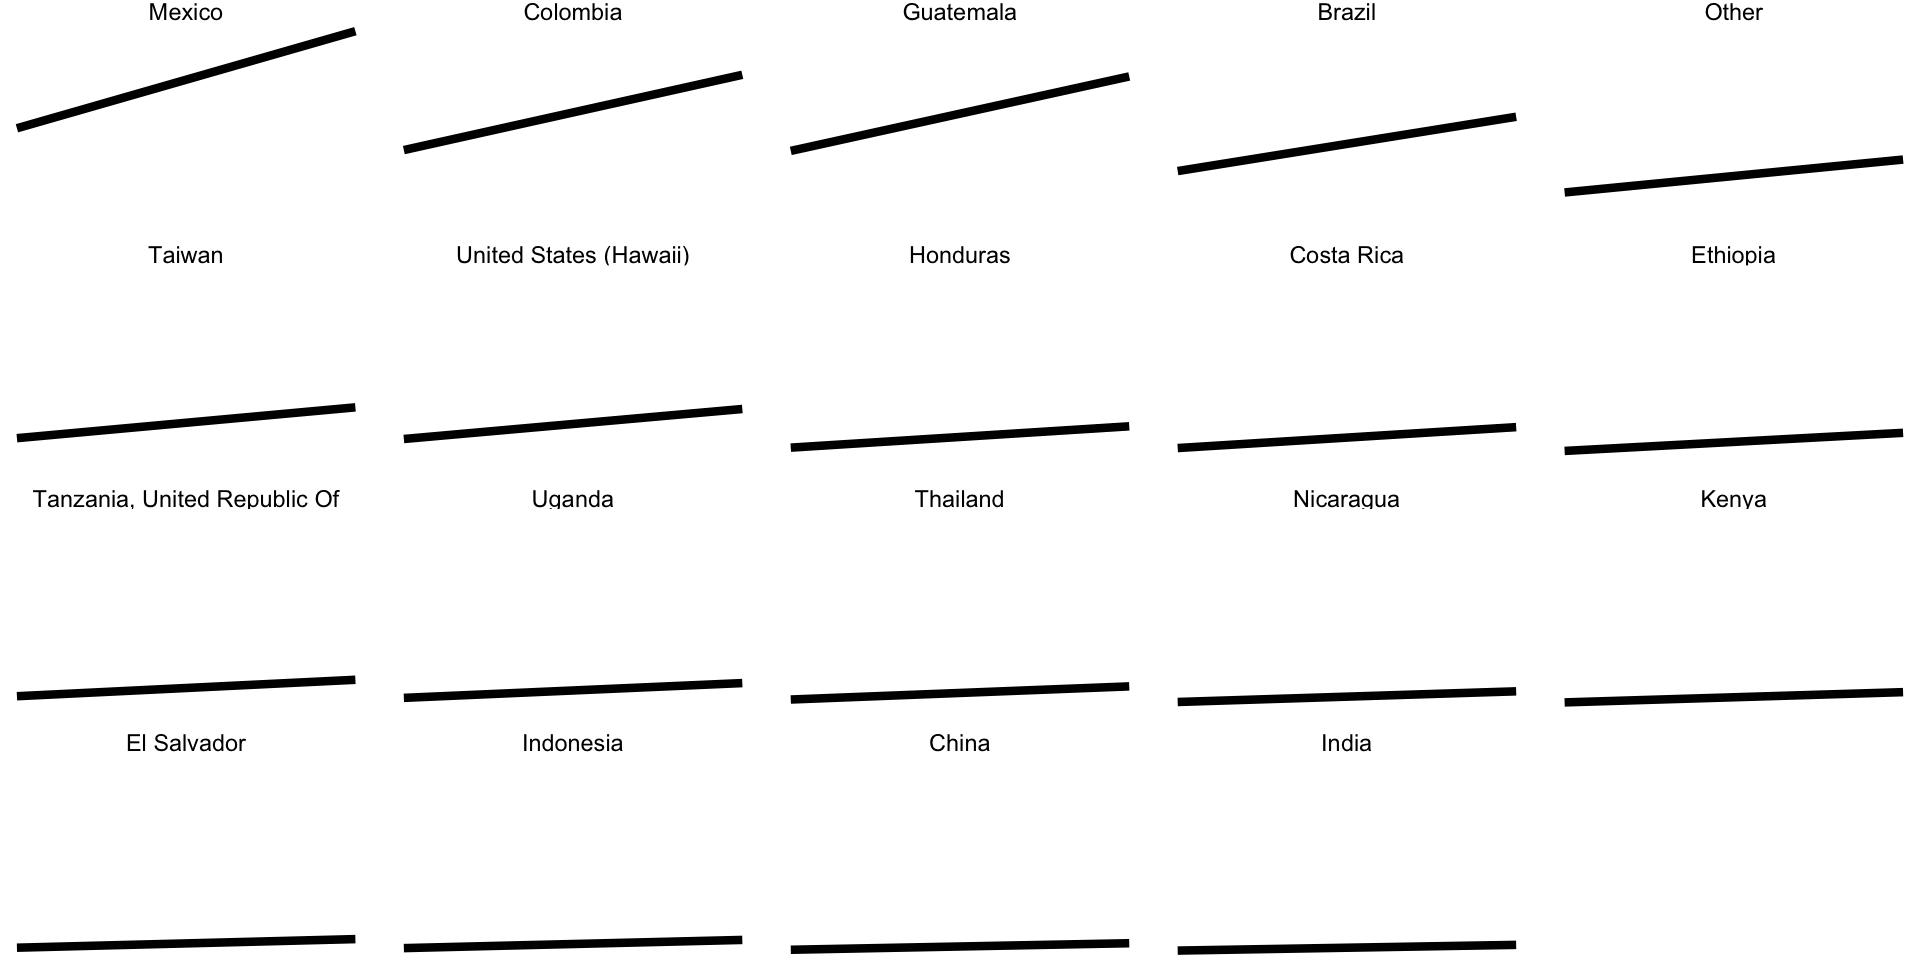 Mexico
Colombia
Guatemala
Brazil
Other
Taiwan
United States (Hawaii)
Honduras
Costa Rica
Ethiopia
Tanzania, United Republic Of
Uganda
Thailand
Nicaragua
Kenya
El Salvador
Indonesia
China
India